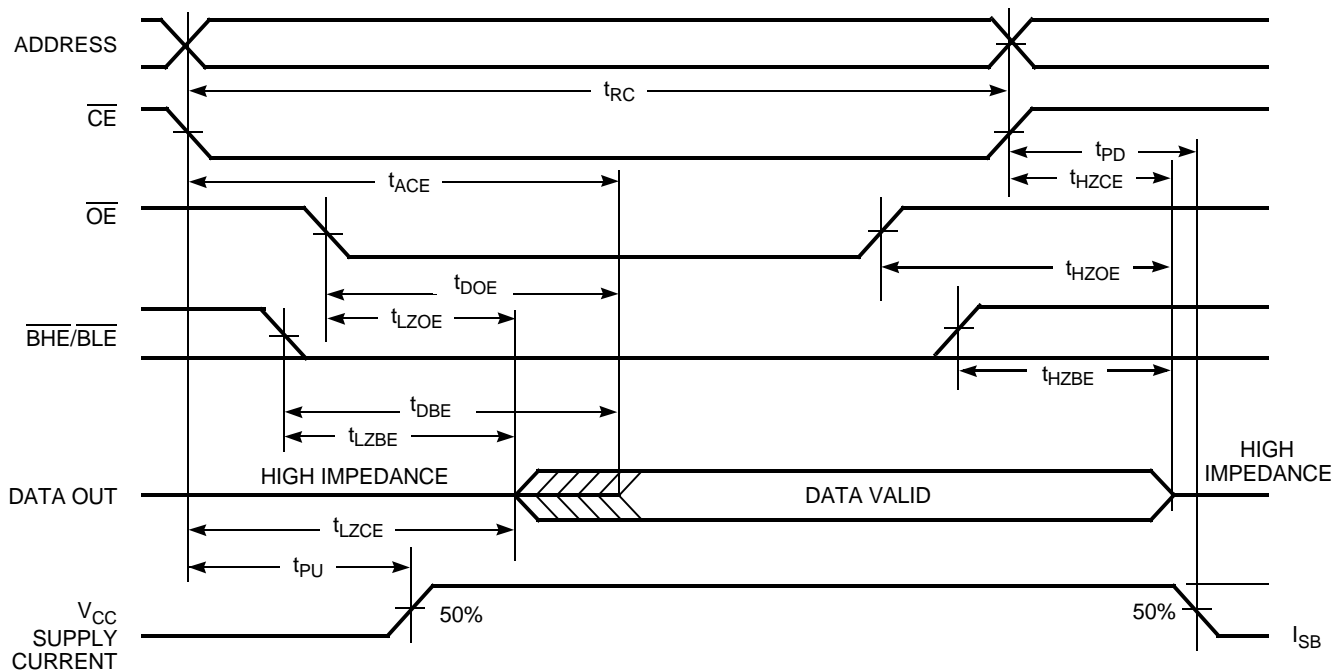 ADDRESS
tRC
CE
tPD
tACE
tHZCE
OE
tHZOE
tDOE
tLZOE
BHE/BLE
tHZBE
tDBE
tLZBE
HIGH IMPEDANCE
HIGH
IMPEDANCE
DATA OUT
DATA VALID
tLZCE
tPU
VCC
SUPPLY
CURRENT
50%
50%
ISB